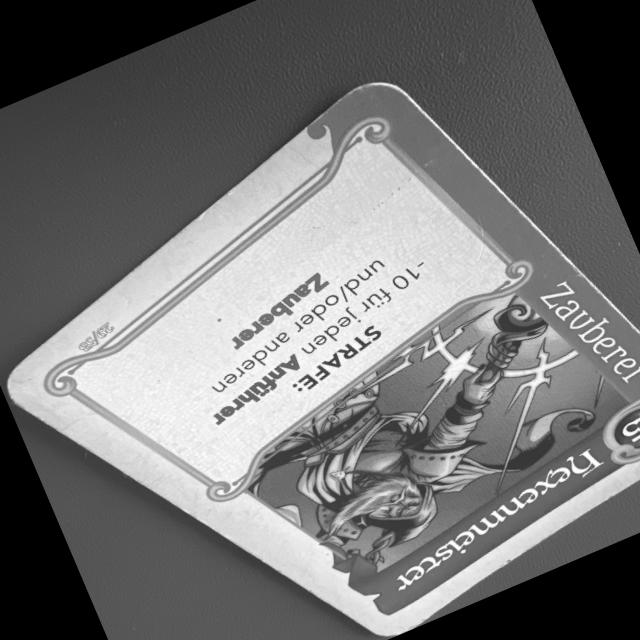 Hexenmeister
Zauberer
STRAFE:
-10 für jeden Anführer
und/oder anderen
Zauberer